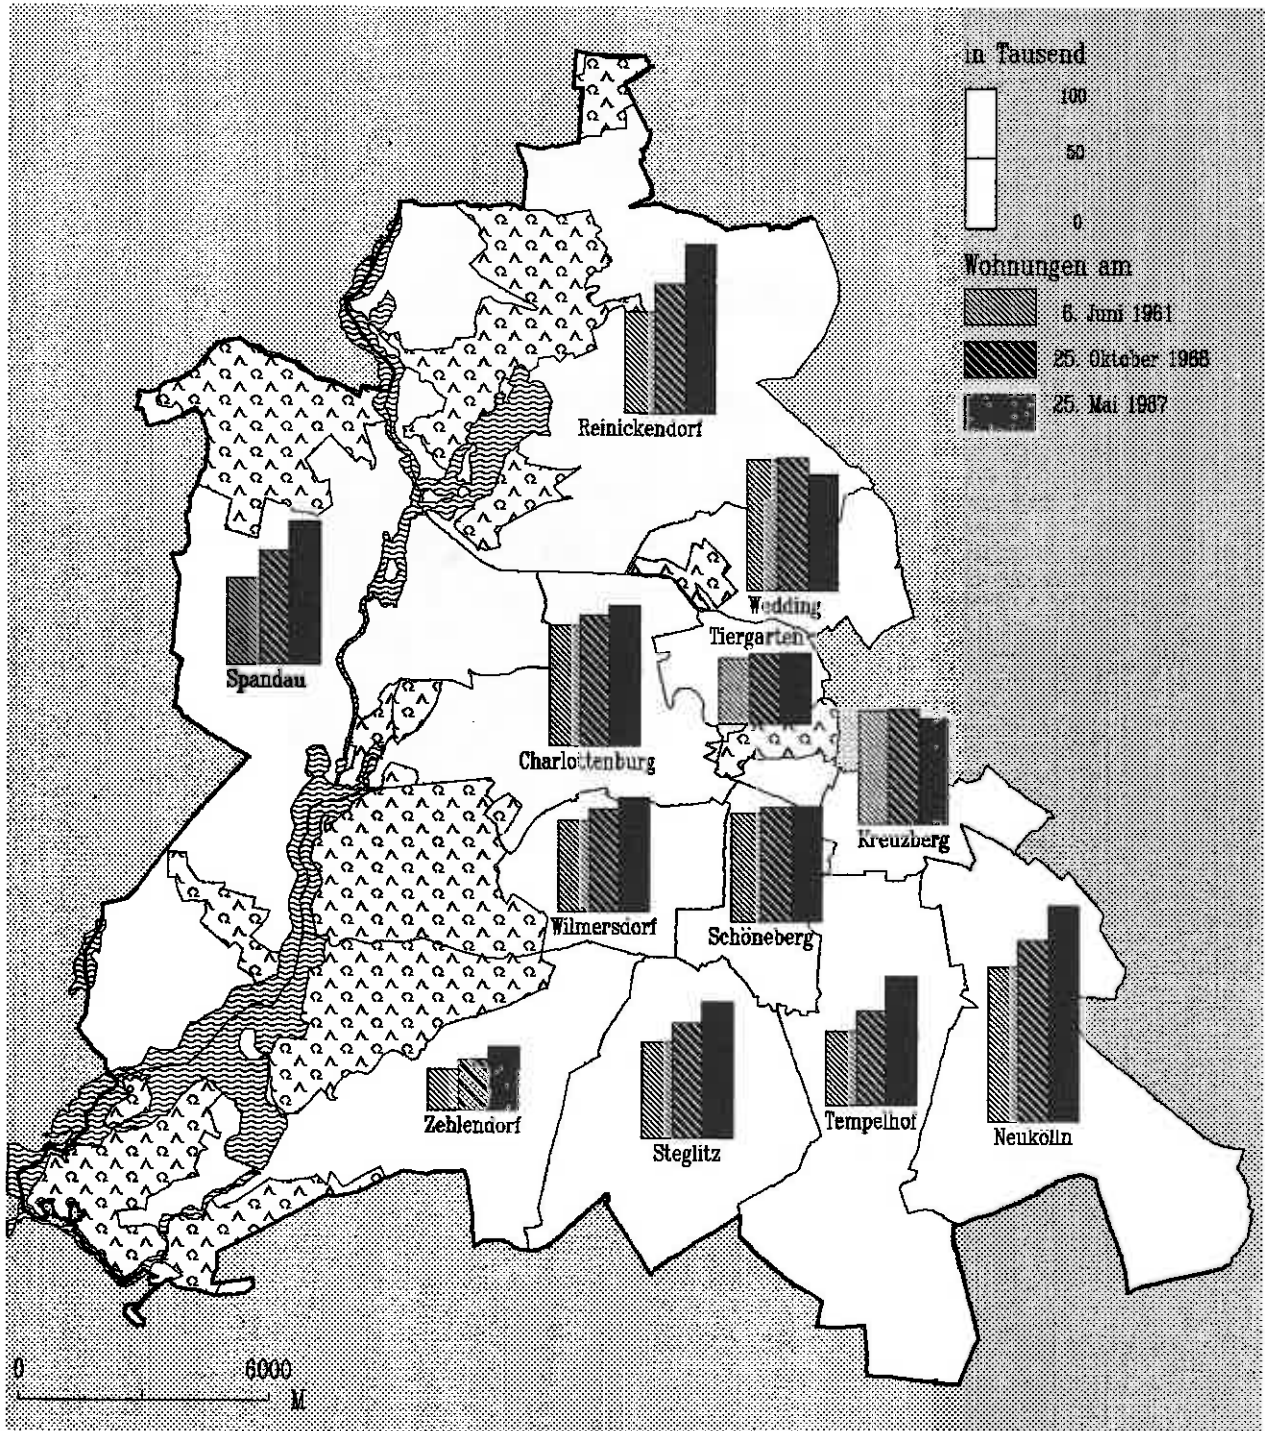 in Tausend
100
50
0
Wohnungen am
6. Juni 1961
25. Oktober 1968
25. Mai 1987
Reinickendorf
Wedding
Tiergarten
Spandau
Charlottenburg
Kreuzberg
Wilmersdorf
Schöneberg
Zehlendorf
Steglitz
Tempelhof
Neukölln
0
6000
M